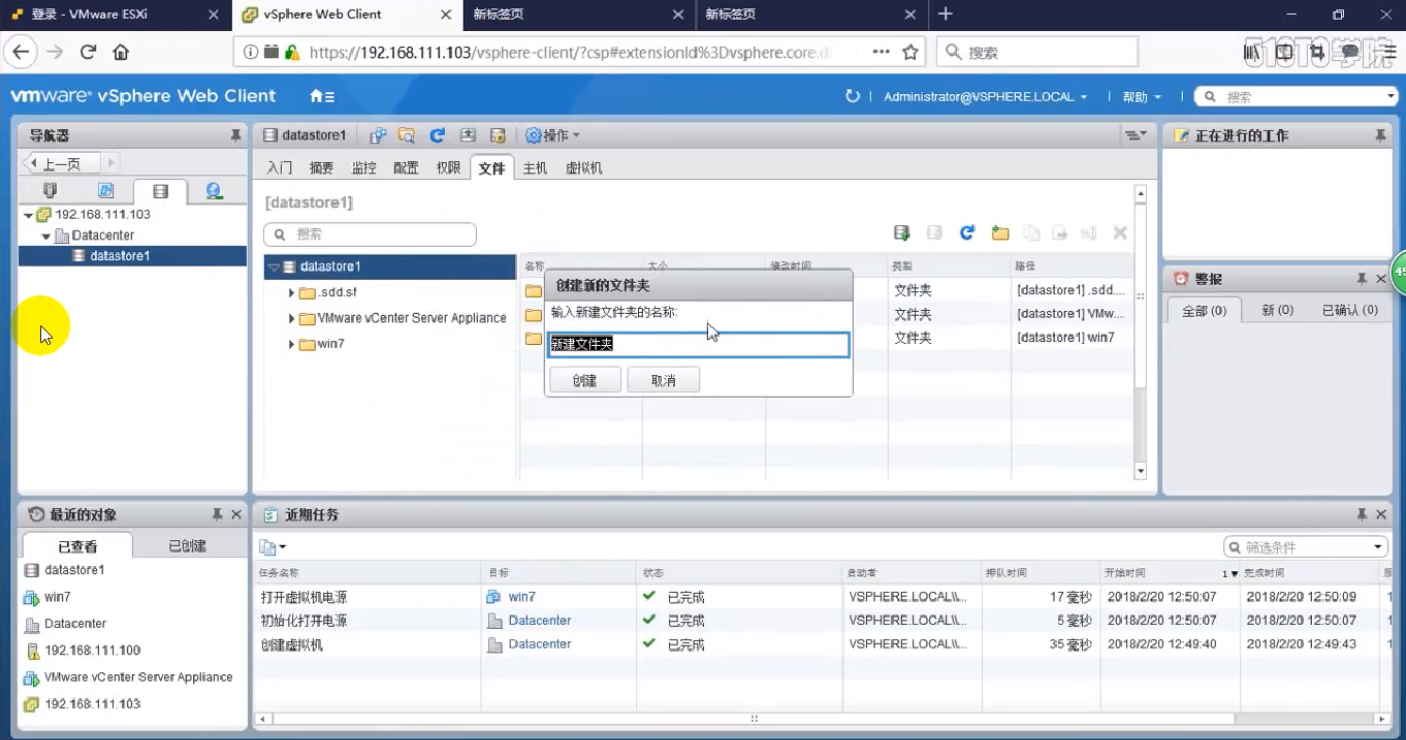 登录 - VMware ESXi
vSphere Web Client
新标签页
新标签页
https://192.168.111.103/vsphere-client/?csp#extensionId%3Dvsphere.core.d
搜索
51CTO学院
vmware® vSphere Web Client
Administrator@VSPHERE.LOCAL
帮助
搜索
导航器
上一页
192.168.111.103
Datacenter
datastore1
datastore1
操作
入门 摘要 监控 配置 权限 文件 主机 虚拟机
[datastore1]
搜索
datastore1
.sdd.sf
VMware vCenter Server Appliance
win7
名称 大小 修改时间 类型 路径
文件夹 [datastore1] .sdd....
文件夹 [datastore1] VMw...
文件夹 [datastore1] win7
创建新的文件夹
输入新建文件夹的名称:
新建文件夹
创建 取消
正在进行的工作
警报
45
全部 (0) 新 (0) 已确认 (0)
最近的对象
已查看 已创建
datastore1
win7
Datacenter
192.168.111.100
VMware vCenter Server Appliance
192.168.111.103
近期任务
筛选条件
任务名称 目标 状态 启动者 排队时间 开始时间 1 完成时间
打开虚拟机电源 win7 已完成 VSPHERE.LOCAL\\... 17 毫秒 2018/2/20 12:50:07 2018/2/20 12:50:09
初始化打开电源 Datacenter 已完成 VSPHERE.LOCAL\\... 5 毫秒 2018/2/20 12:50:07 2018/2/20 12:50:07
创建虚拟机 Datacenter 已完成 VSPHERE.LOCAL\\... 35 毫秒 2018/2/20 12:49:40 2018/2/20 12:49:43